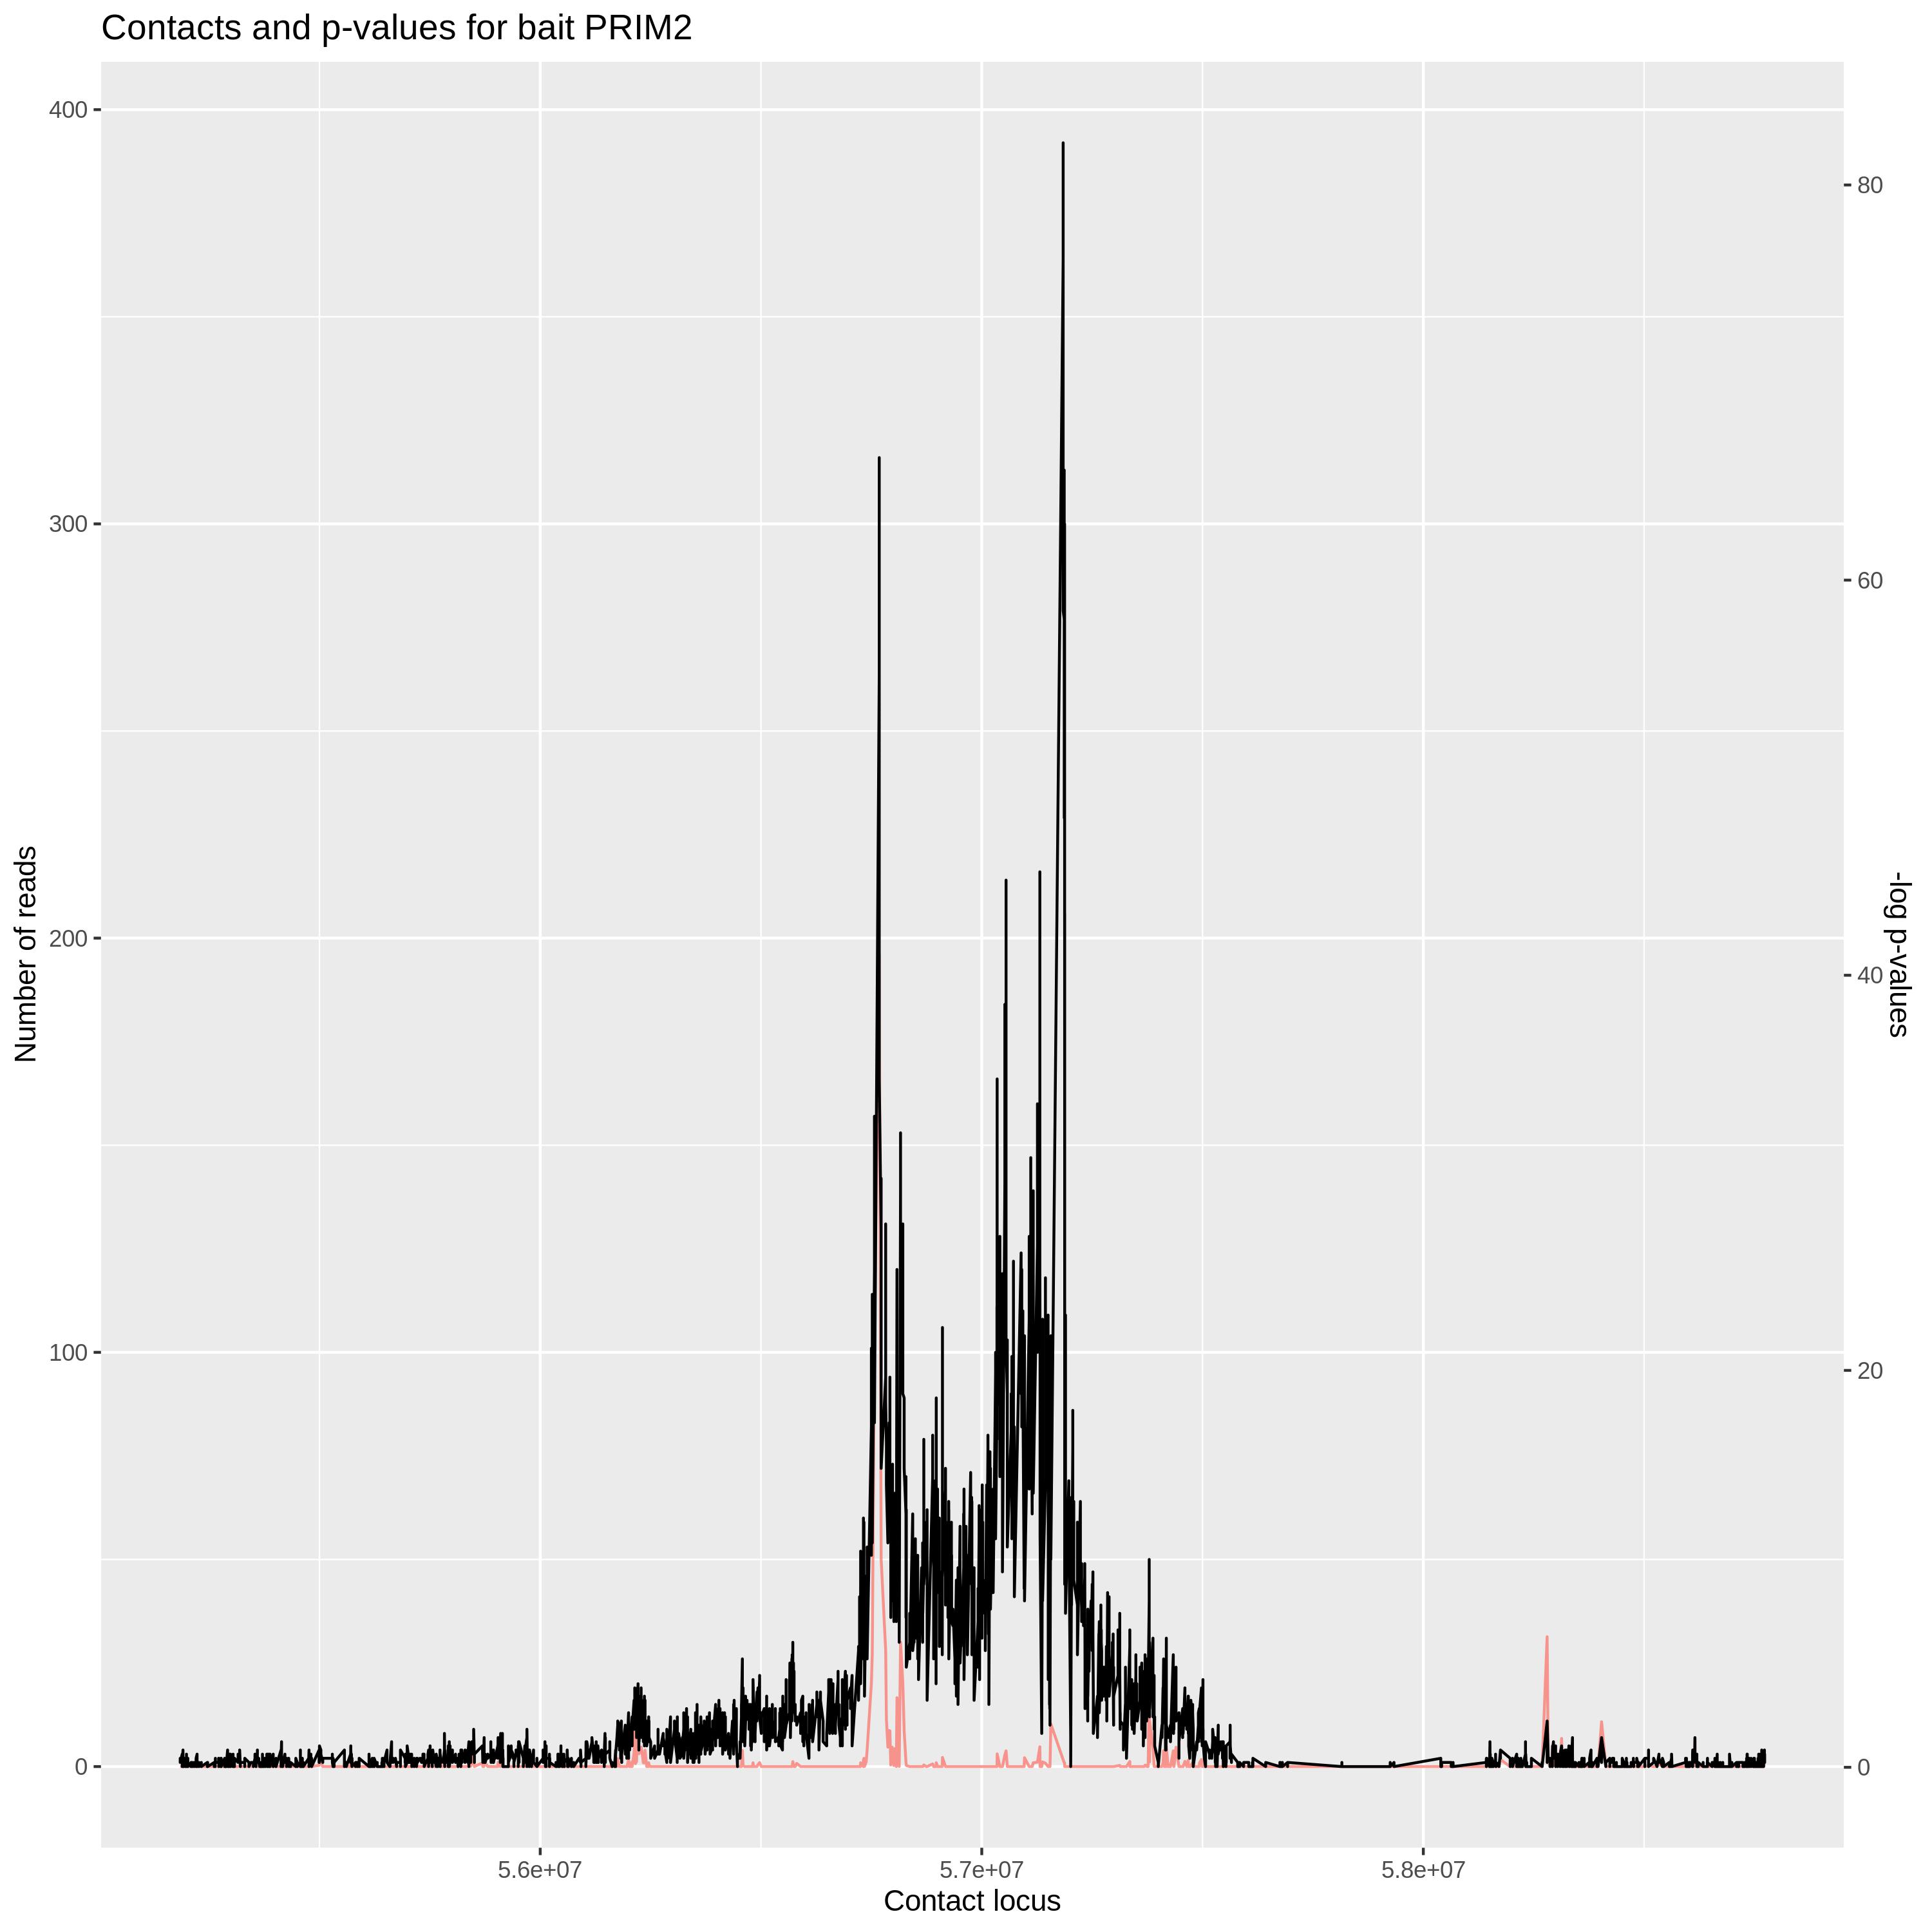 Contacts and p-values for bait PRIM2
400
300
200
100
0
Number of reads
80
60
40
20
0
-log p-values
5.6e+07
5.7e+07
5.8e+07
Contact locus